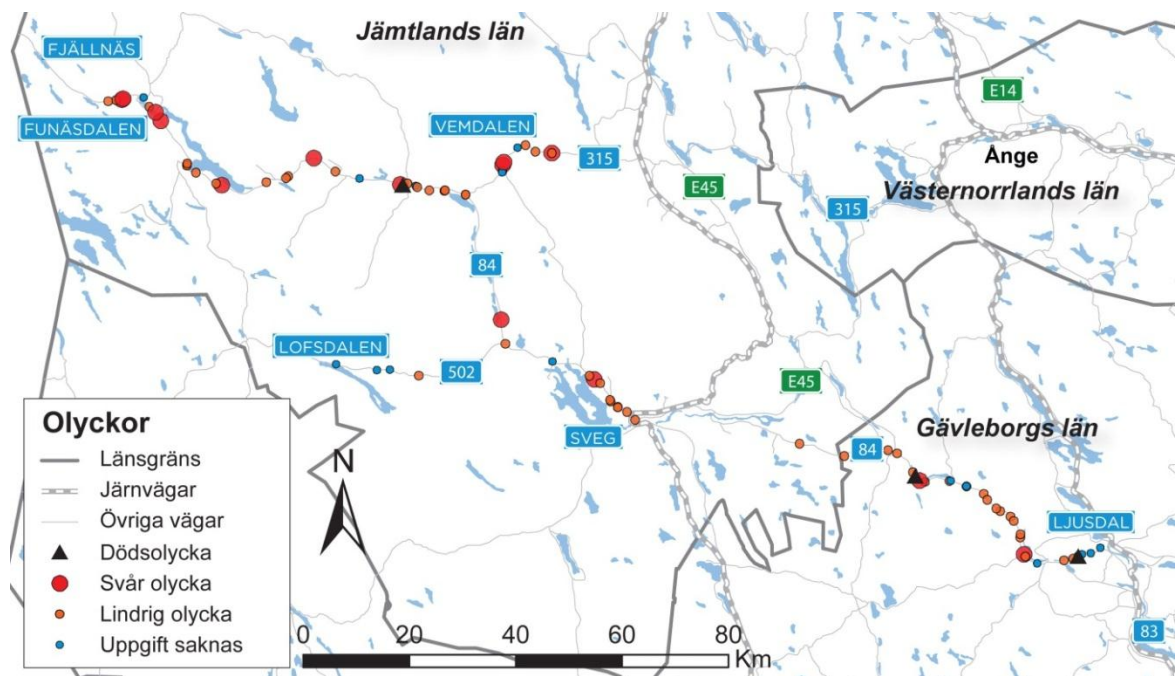 FJÄLLNÄS
Jämtlands län
E14
FUNÄSDALEN
VEMDALEN
315
Ånge
Västernorrlands län
E45
315
84
LOFSDALEN
502
E45
Gävleborgs län
SVEG
84
LJUSDAL
83
Olyckor
Länsgräns
Järnvägar
Övriga vägar
Dödsolycka
Svår olycka
Lindrig olycka
Uppgift saknas
N
0 20 40 60 80
Km